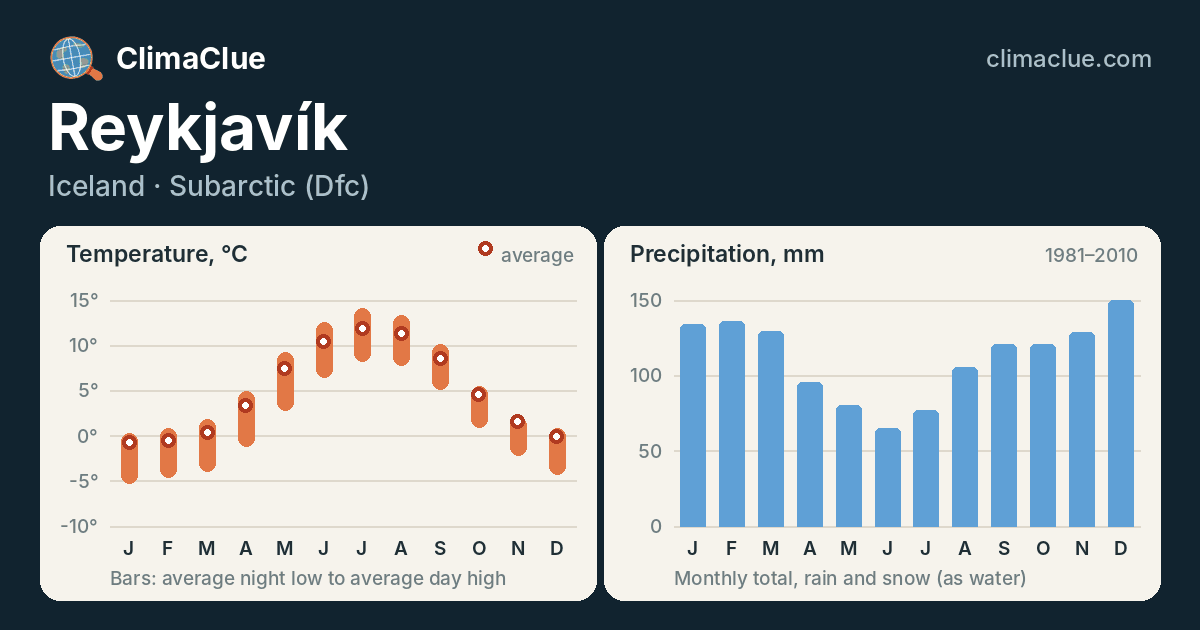 ClimaClue
climaclue.com
Reykjavík
Iceland · Subarctic (Dfc)
Temperature, °C
average
15°
10°
5°
0°
-5°
-10°
J F M A M J J A S O N D
Bars: average night low to average day high
Precipitation, mm
1981–2010
150
100
50
0
J F M A M J J A S O N D
Monthly total, rain and snow (as water)